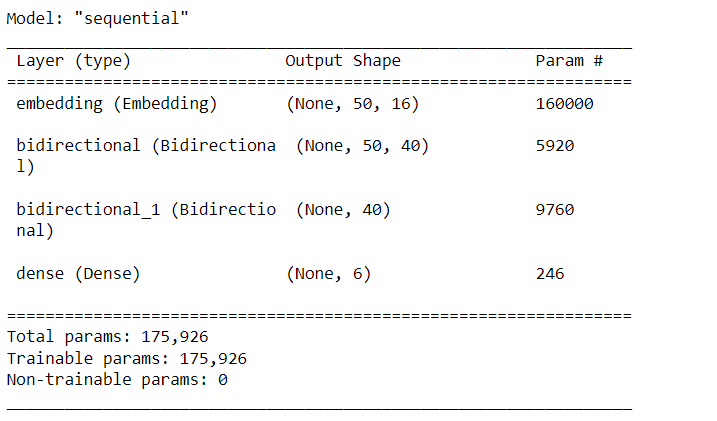 Model: "sequential"
_________________________________________________________________
Layer (type) Output Shape Param #
=================================================================
embedding (Embedding) (None, 50, 16) 160000
bidirectional (Bidirectiona (None, 50, 40) 5920
l)
bidirectional_1 (Bidirectio (None, 40) 9760
nal)
dense (Dense) (None, 6) 246
=================================================================
Total params: 175,926
Trainable params: 175,926
Non-trainable params: 0
_________________________________________________________________